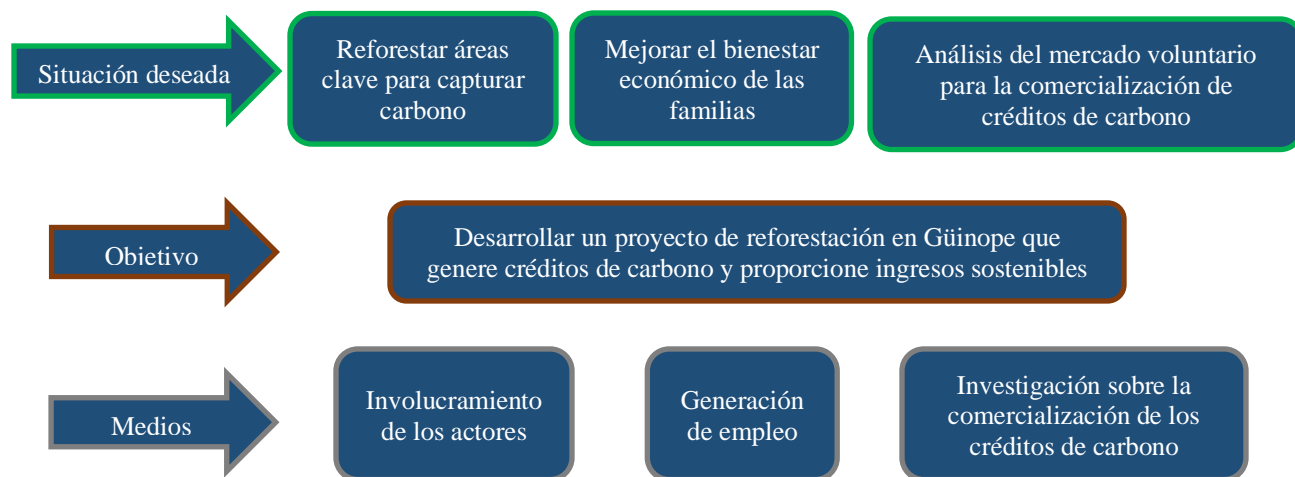 Situación deseada
Reforestar áreas
clave para capturar
carbono
Mejorar el bienestar
económico de las
familias
Análisis del mercado voluntario
para la comercialización de
créditos de carbono
Objetivo
Desarrollar un proyecto de reforestación en Güinope que
genere créditos de carbono y proporcione ingresos sostenibles
Medios
Involucramiento
de los actores
Generación
de empleo
Investigación sobre la
comercialización de los
créditos de carbono